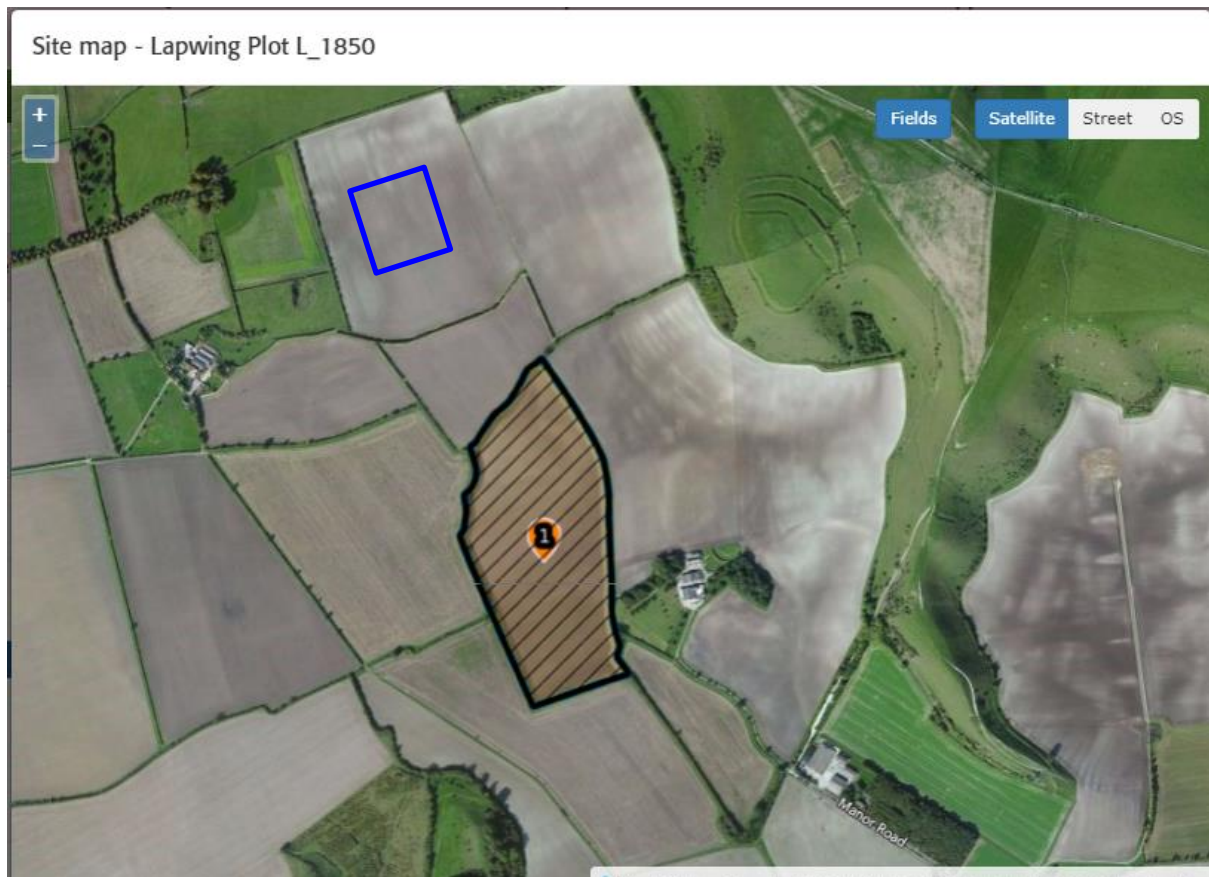 Site map - Lapwing Plot L_1850
+
–
Fields
Satellite Street OS
1
Manor Road